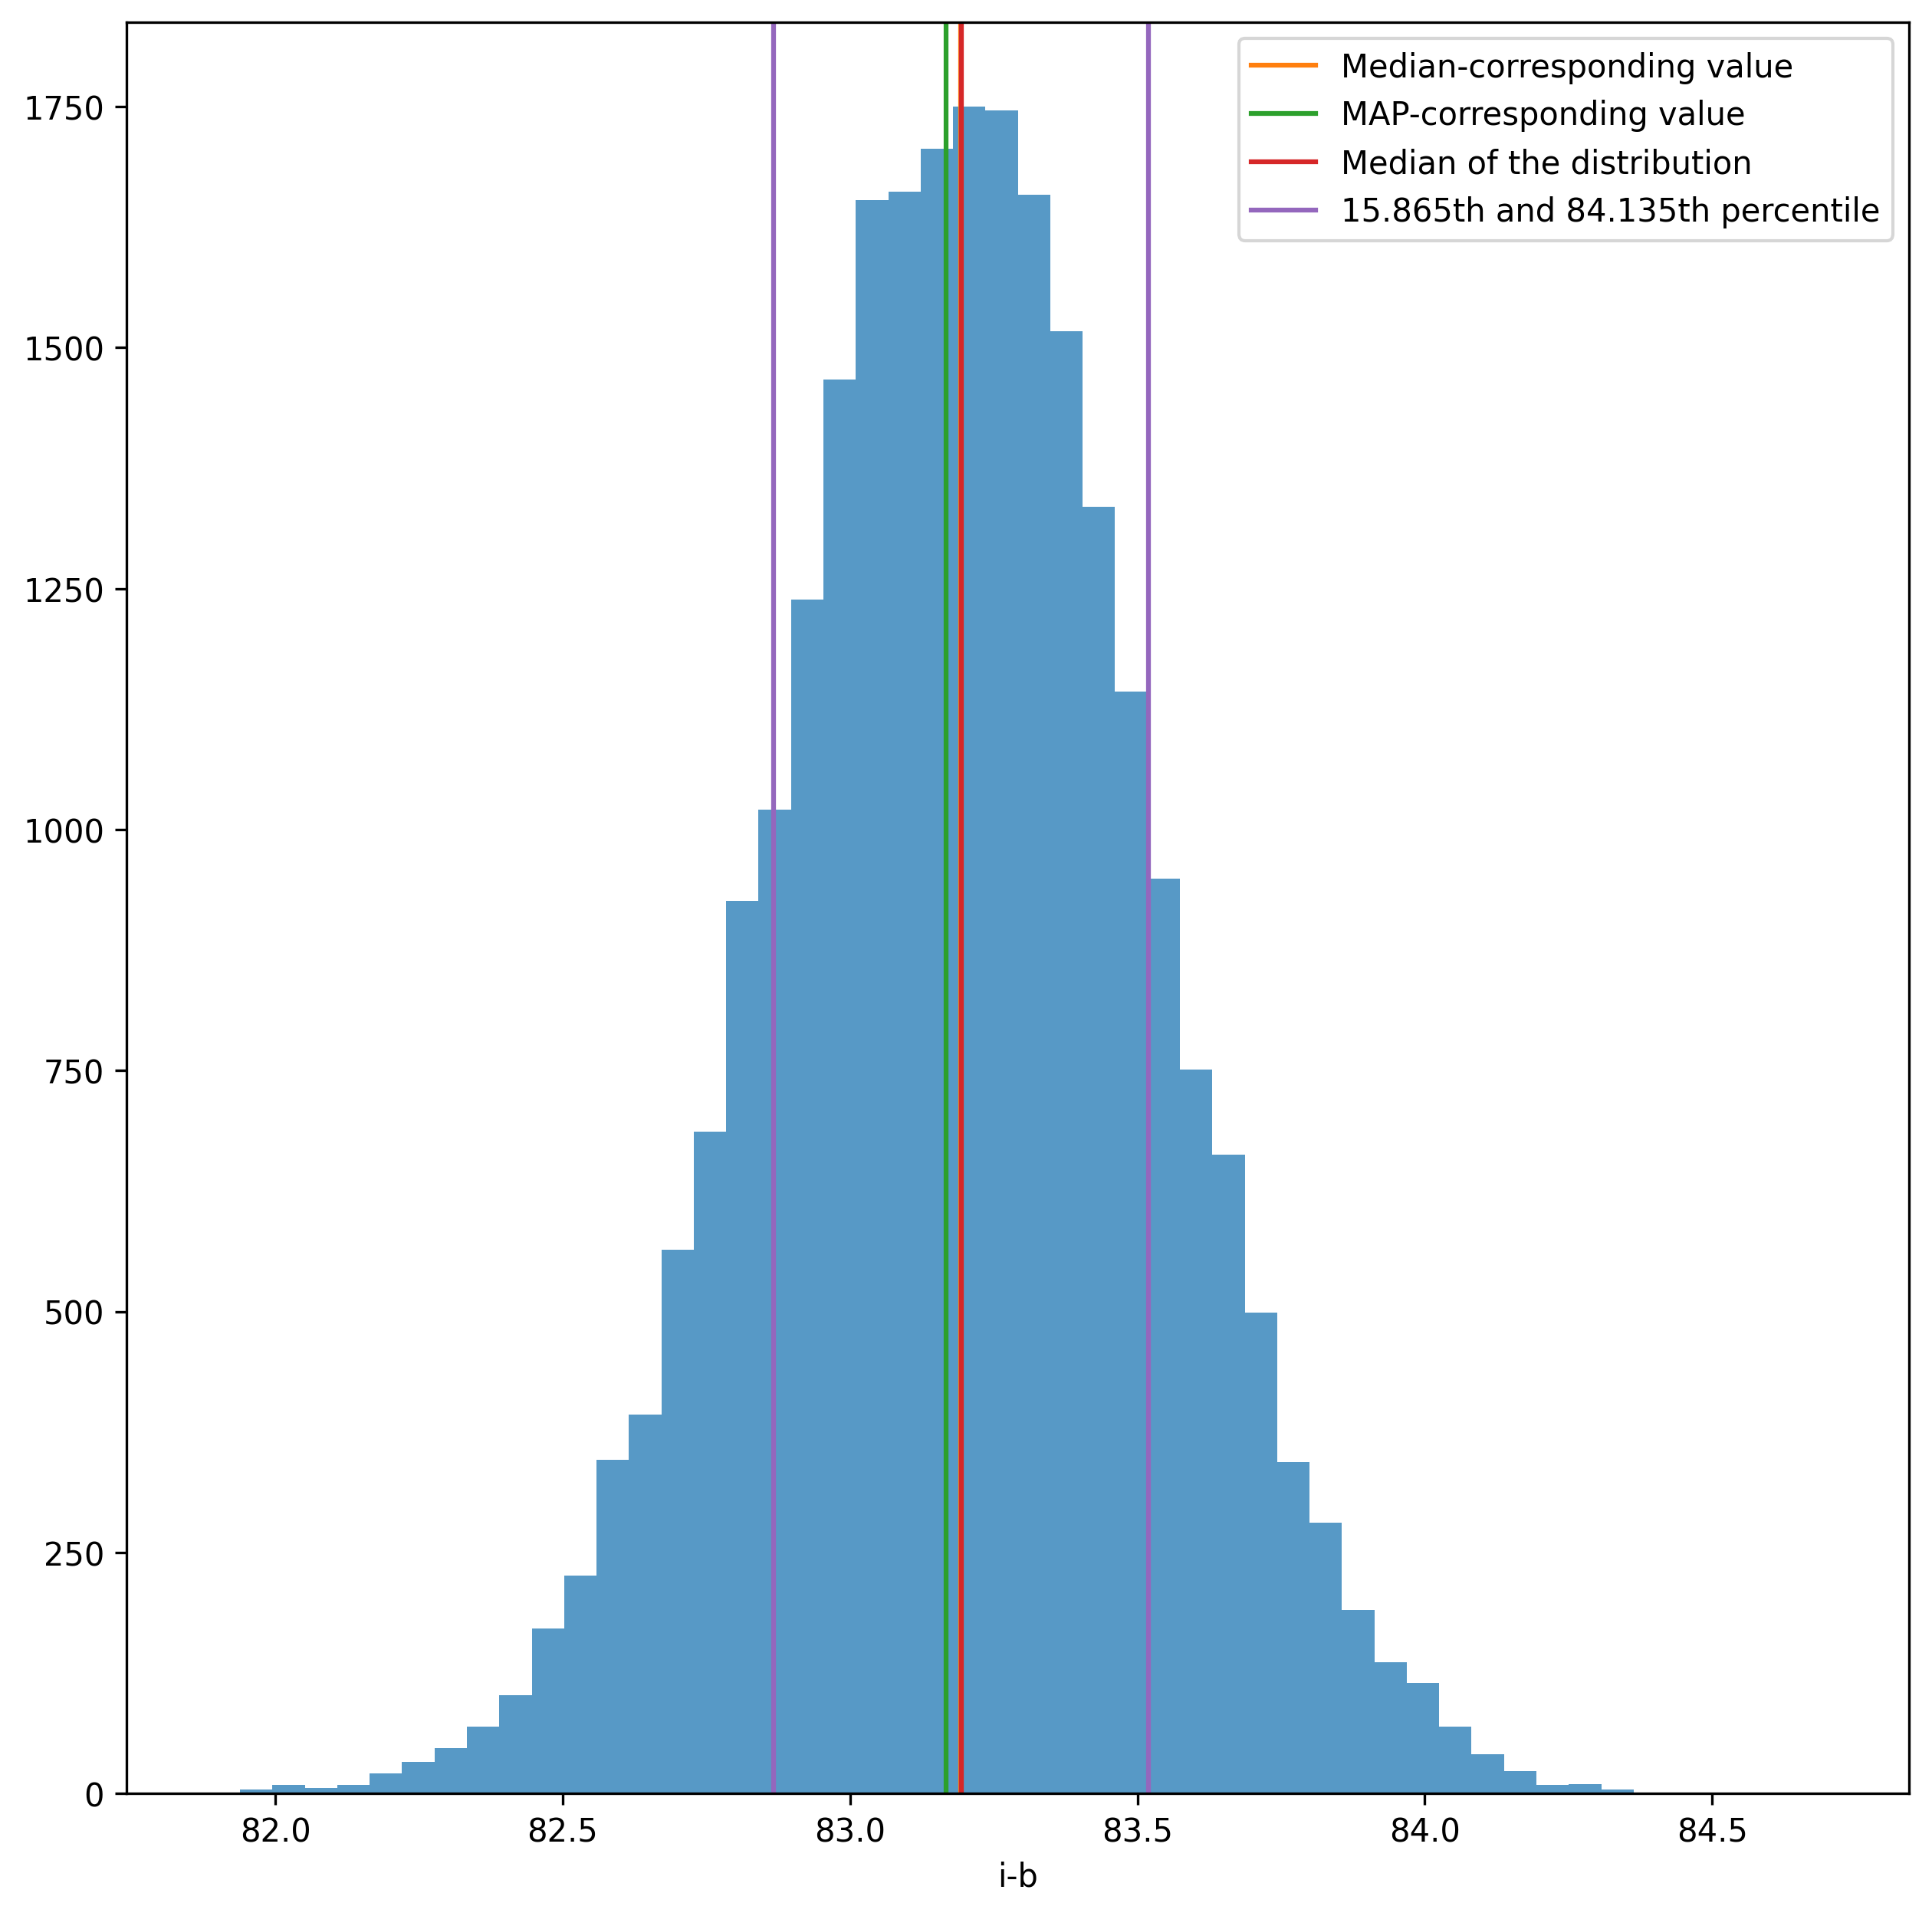 Median-corresponding value
MAP-corresponding value
Median of the distribution
15.865th and 84.135th percentile
1750
1500
1250
1000
750
500
250
0
82.0 82.5 83.0 83.5 84.0 84.5
i-b